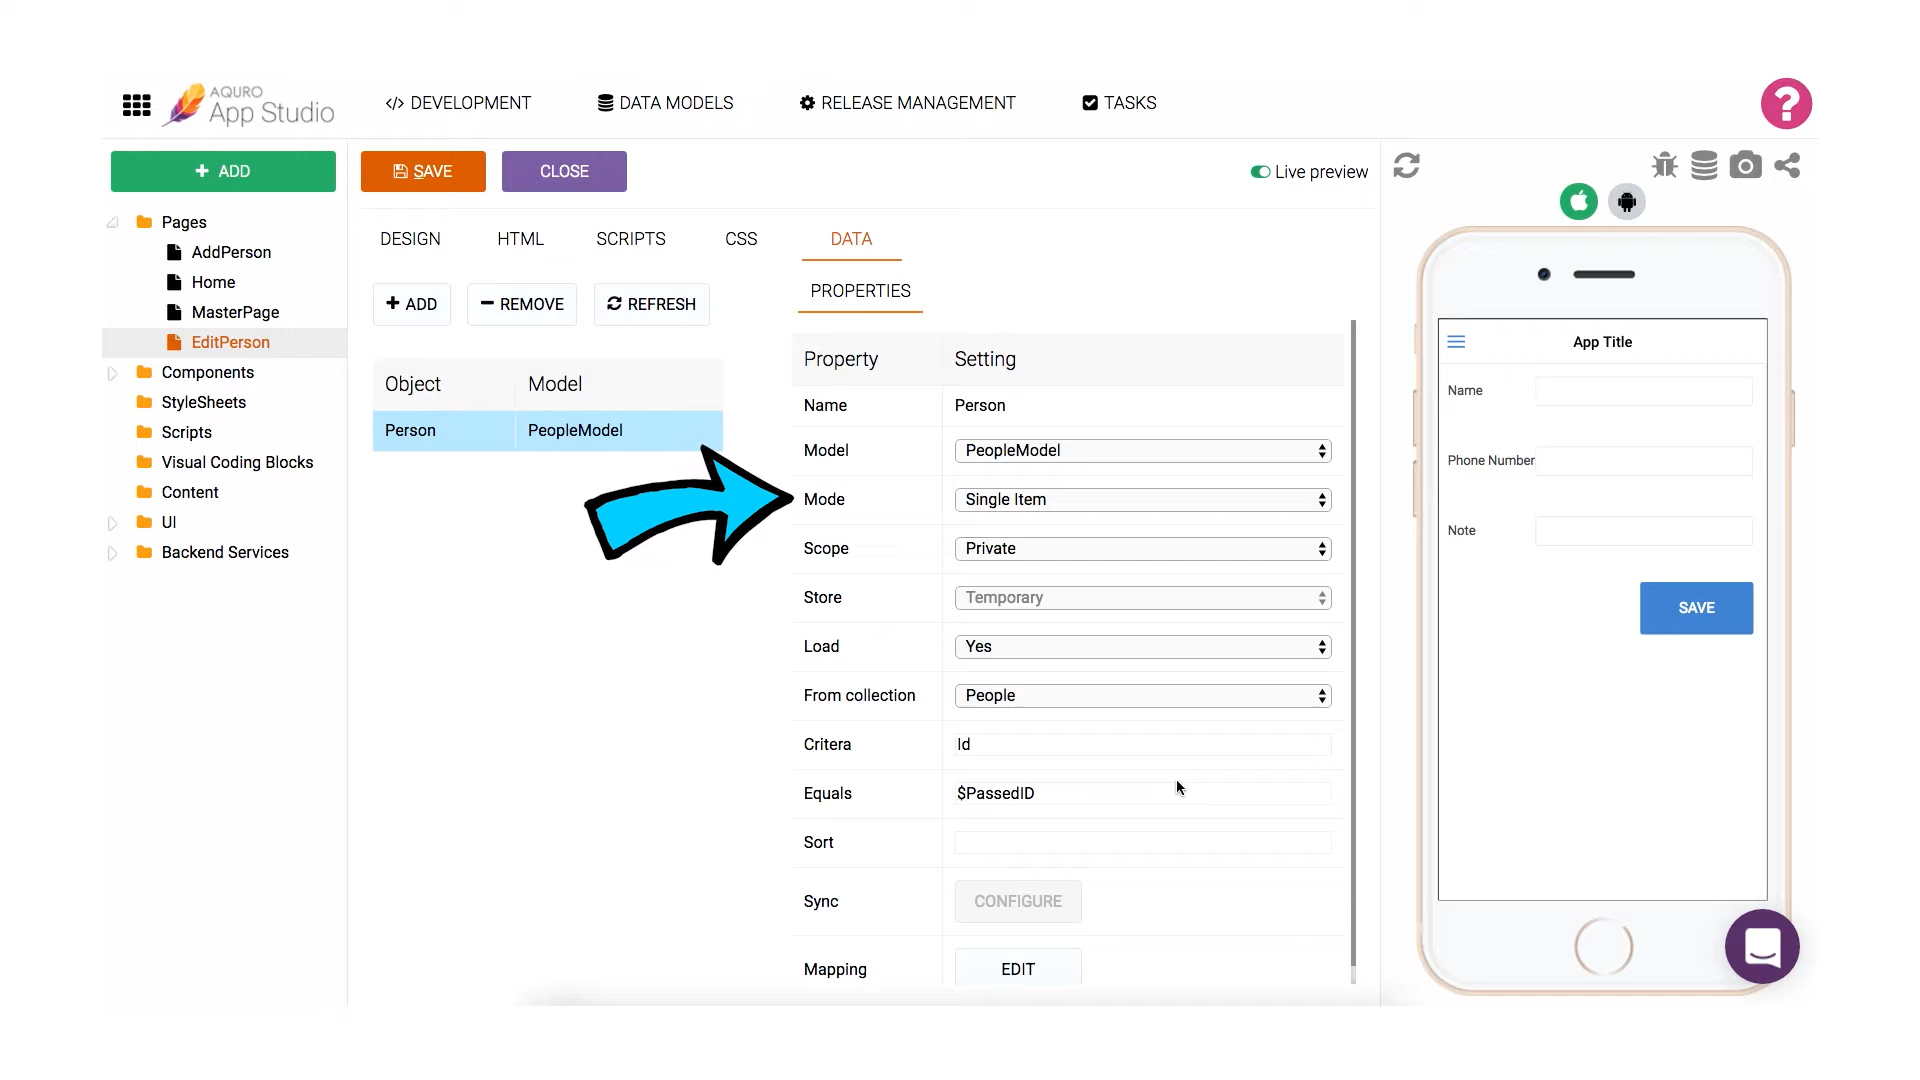 AQURO
App Studio
</> DEVELOPMENT
DATA MODELS
RELEASE MANAGEMENT
TASKS
?
+ ADD
SAVE
CLOSE
Live preview
Pages
AddPerson
Home
MasterPage
EditPerson
Components
StyleSheets
Scripts
Visual Coding Blocks
Content
UI
Backend Services
DESIGN
HTML
SCRIPTS
CSS
DATA
+ ADD
− REMOVE
REFRESH
PROPERTIES
Object Model
Person PeopleModel
Property Setting
Name Person
Model PeopleModel
Mode Single Item
Scope Private
Store Temporary
Load Yes
From collection People
Critera Id
Equals $PassedID
Sort
Sync CONFIGURE
Mapping EDIT
App Title
Name
Phone Number
Note
SAVE